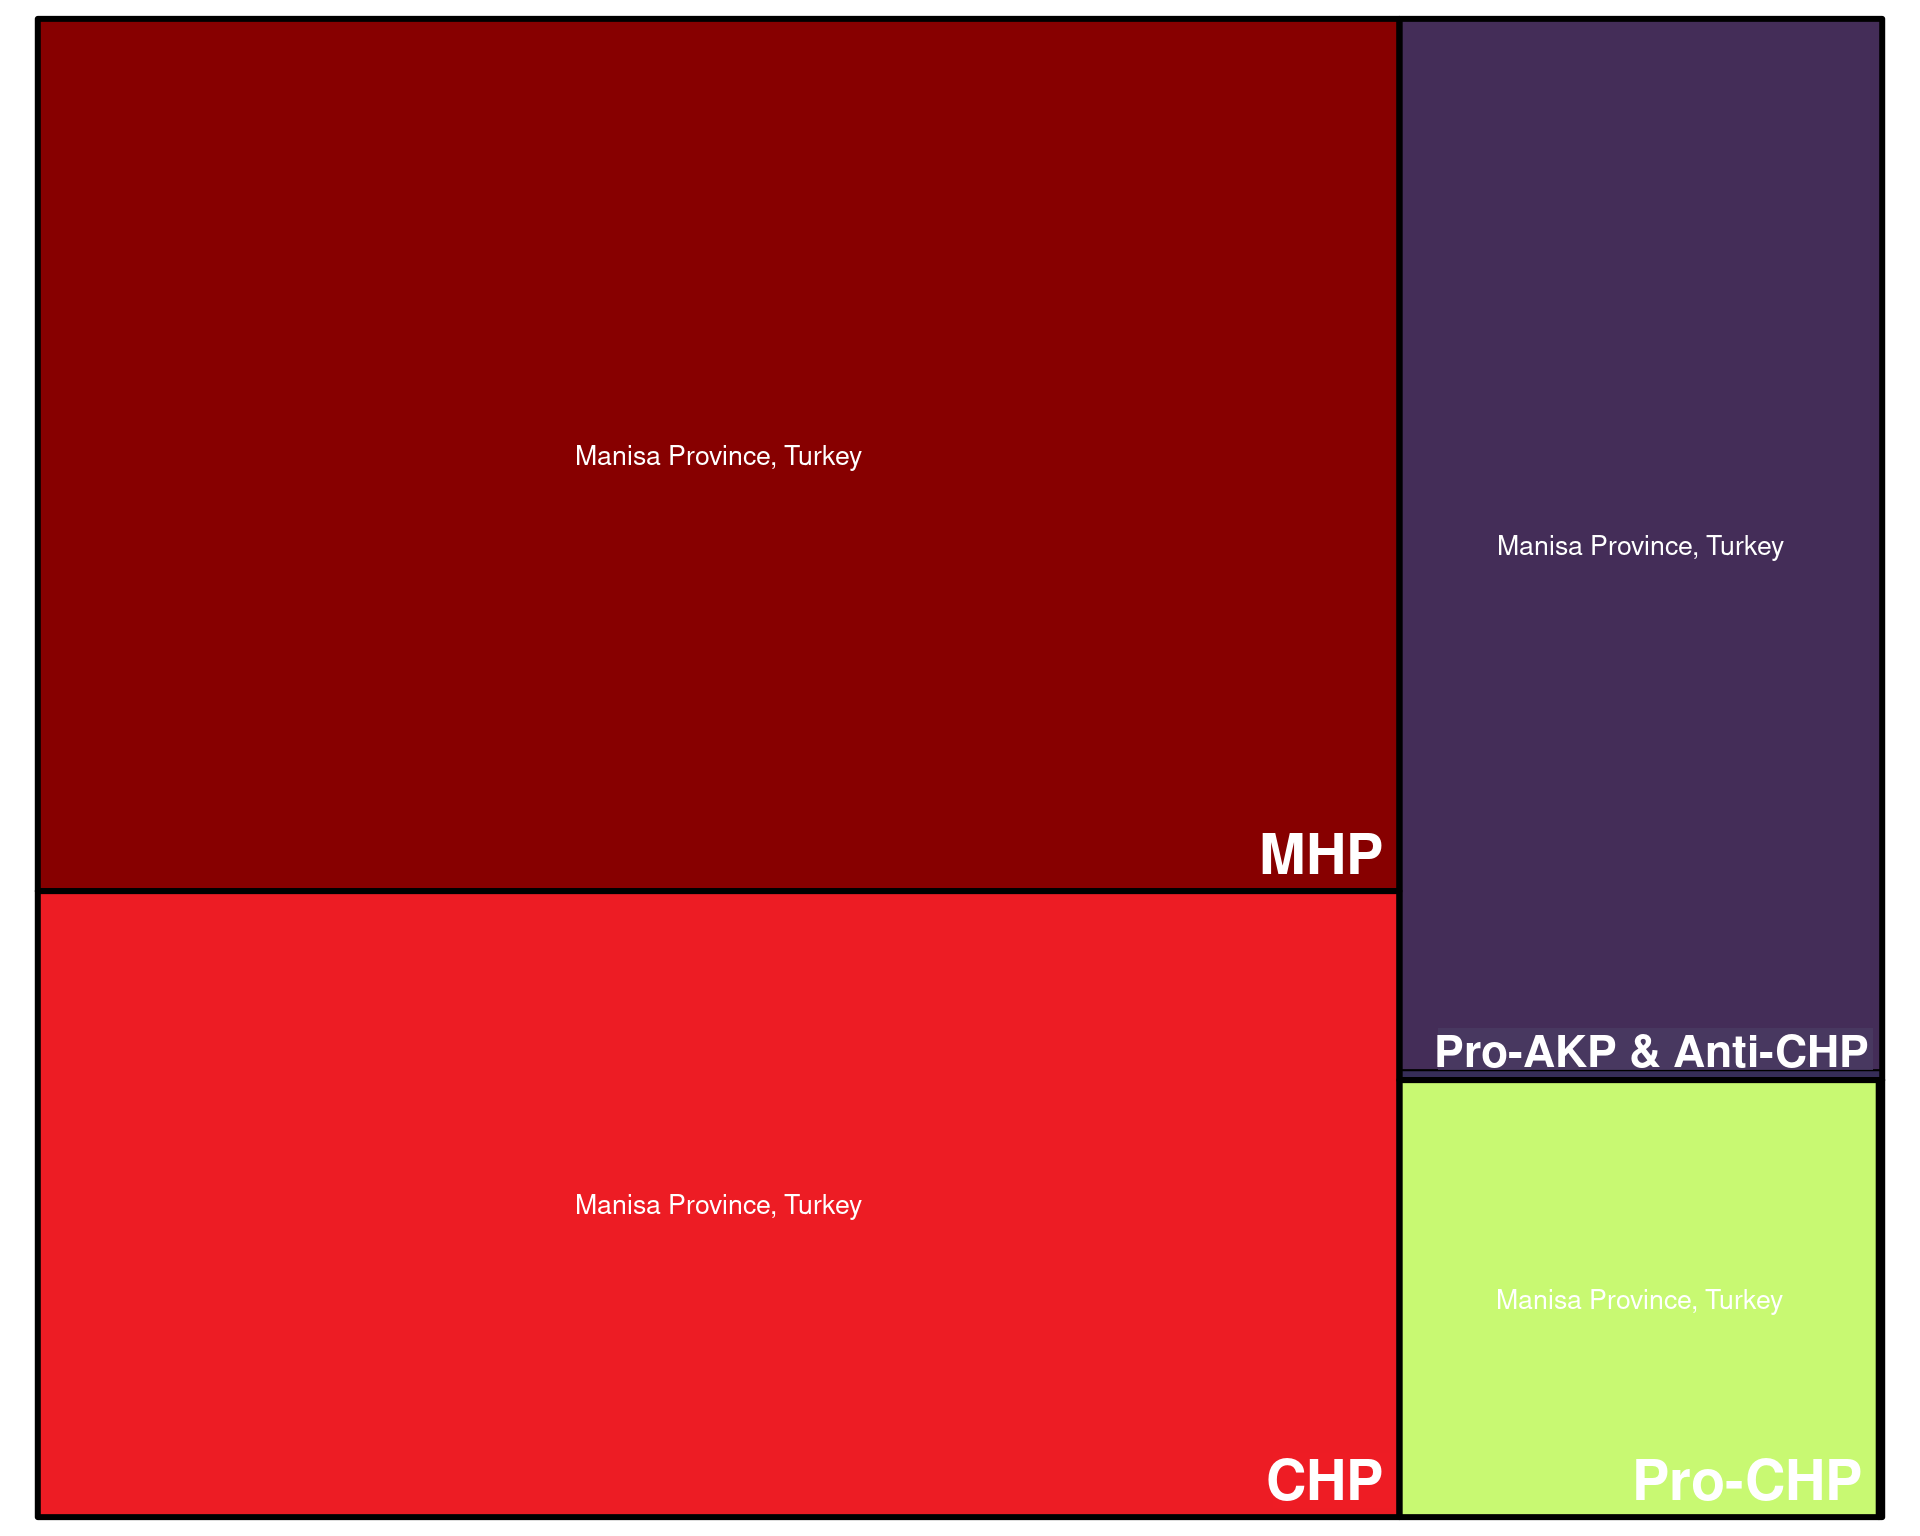 Manisa Province, Turkey
MHP
Manisa Province, Turkey
CHP
Manisa Province, Turkey
Pro-AKP & Anti-CHP
Manisa Province, Turkey
Pro-CHP